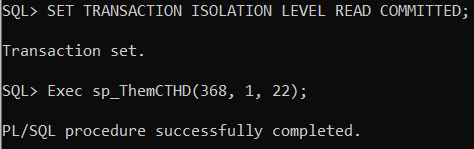 SQL> SET TRANSACTION ISOLATION LEVEL READ COMMITTED;
Transaction set.
SQL> Exec sp_ThemCTHD(368, 1, 22);
PL/SQL procedure successfully completed.